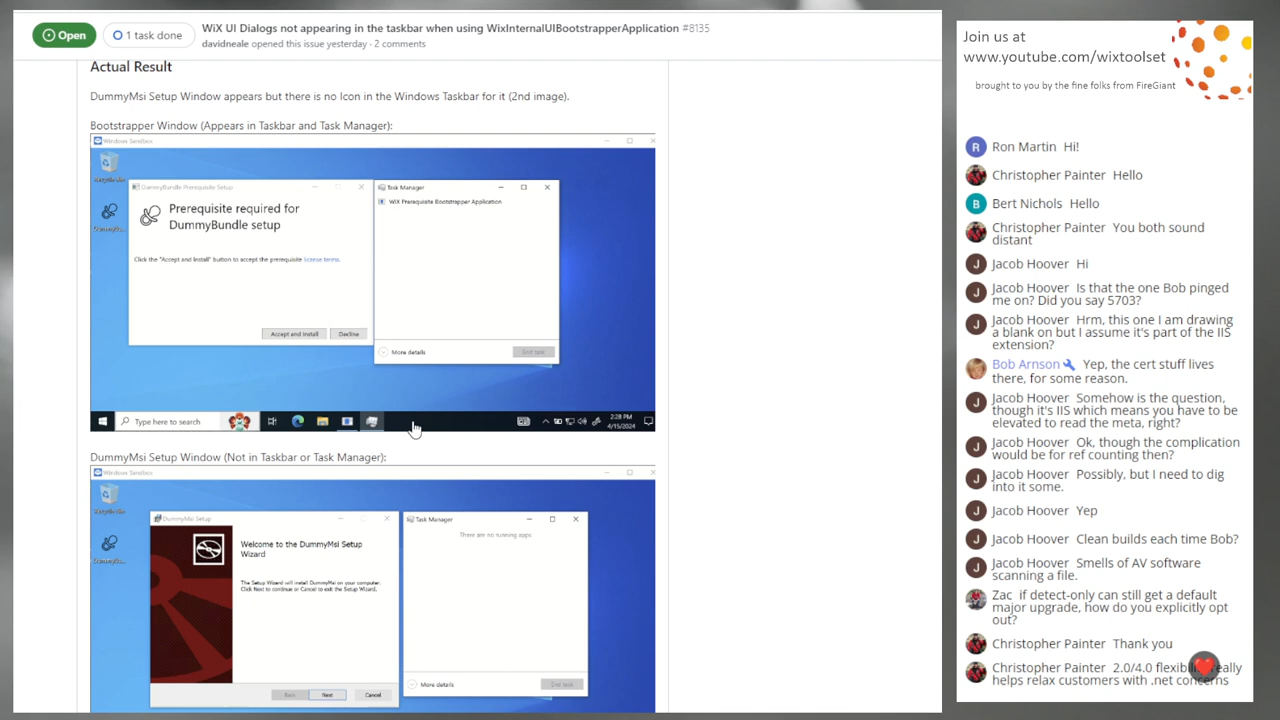 Open
1 task done
WiX UI Dialogs not appearing in the taskbar when using WixInternalUIBootstrapperApplication #8135
davidneale opened this issue yesterday · 2 comments
Actual Result
DummyMsi Setup Window appears but there is no Icon in the Windows Taskbar for it (2nd image).
Bootstrapper Window (Appears in Taskbar and Task Manager):
Windows Sandbox
Recycle Bin
DummyBu...
DummyBundle Prerequisite Setup
Prerequisite required for
DummyBundle setup
Click the "Accept and Install" button to accept the prerequisite license terms.
Accept and Install
Decline
Task Manager
WiX Prerequisite Bootstrapper Application
More details
End task
Type here to search
2:28 PM
4/15/2024
DummyMsi Setup Window (Not in Taskbar or Task Manager):
Windows Sandbox
Recycle Bin
DummyBu...
DummyMsi Setup
Welcome to the DummyMsi Setup
Wizard
The Setup Wizard will install DummyMsi on your computer.
Click Next to continue or Cancel to exit the Setup Wizard.
Back
Next
Cancel
Task Manager
There are no running apps
More details
End task
Join us at
www.youtube.com/wixtoolset
brought to you by the fine folks from FireGiant
R Ron Martin Hi!
Christopher Painter Hello
B Bert Nichols Hello
Christopher Painter You both sound
distant
J Jacob Hoover Hi
J Jacob Hoover Is that the one Bob pinged
me on? Did you say 5703?
J Jacob Hoover Hrm, this one I am drawing
a blank on but I assume it's part of the IIS
extension?
Bob Arnson Yep, the cert stuff lives
there, for some reason.
J Jacob Hoover Somehow is the question,
though it's IIS which means you have to be
elevated to read the meta, right?
J Jacob Hoover Ok, though the complication
would be for ref counting then?
J Jacob Hoover Possibly, but I need to dig
into it some.
J Jacob Hoover Yep
J Jacob Hoover Clean builds each time Bob?
J Jacob Hoover Smells of AV software
scanning a file.
Zac if detect-only can still get a default
major upgrade, how do you explicitly opt
out?
Christopher Painter Thank you
Christopher Painter 2.0/4.0
helps relax customers with .net concerns